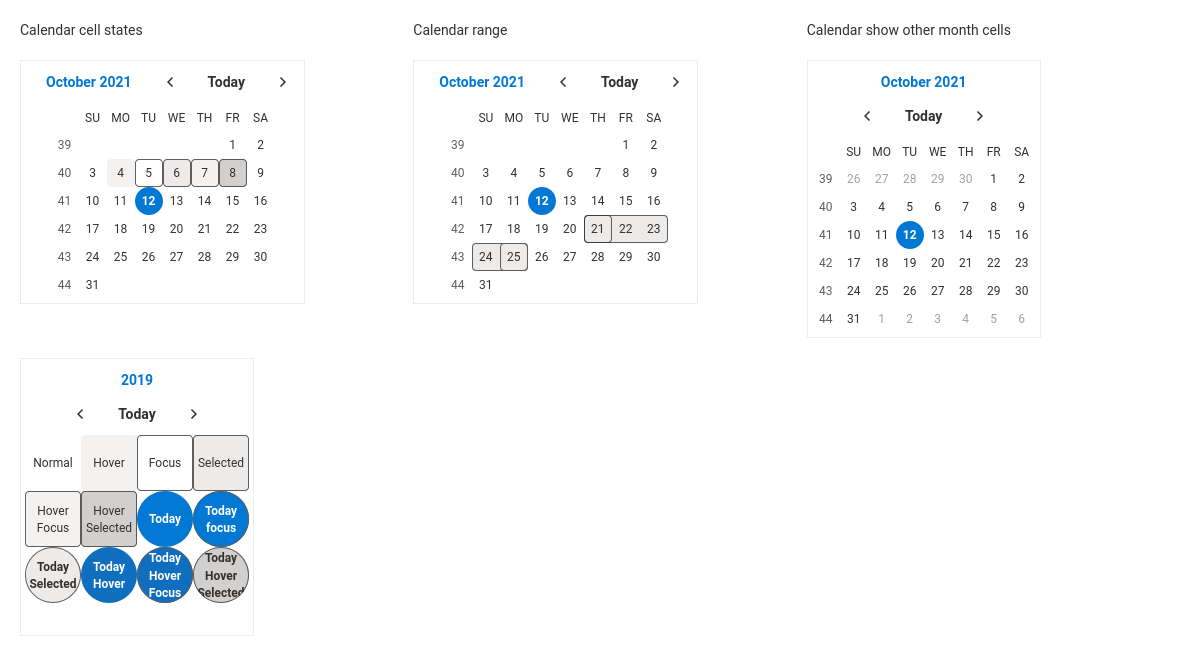 Calendar cell states
October 2021 Today
SU MO TU WE TH FR SA
39 1 2
40 3 4 5 6 7 8 9
41 10 11 12 13 14 15 16
42 17 18 19 20 21 22 23
43 24 25 26 27 28 29 30
44 31
Calendar range
October 2021 Today
SU MO TU WE TH FR SA
39 1 2
40 3 4 5 6 7 8 9
41 10 11 12 13 14 15 16
42 17 18 19 20 21 22 23
43 24 25 26 27 28 29 30
44 31
Calendar show other month cells
October 2021
Today
SU MO TU WE TH FR SA
39 26 27 28 29 30 1 2
40 3 4 5 6 7 8 9
41 10 11 12 13 14 15 16
42 17 18 19 20 21 22 23
43 24 25 26 27 28 29 30
44 31 1 2 3 4 5 6
2019
Today
Normal
Hover
Focus
Selected
Hover
Focus
Hover
Selected
Today
Today
focus
Today
Selected
Today
Hover
Today
Hover
Focus
Today
Hover
Selected